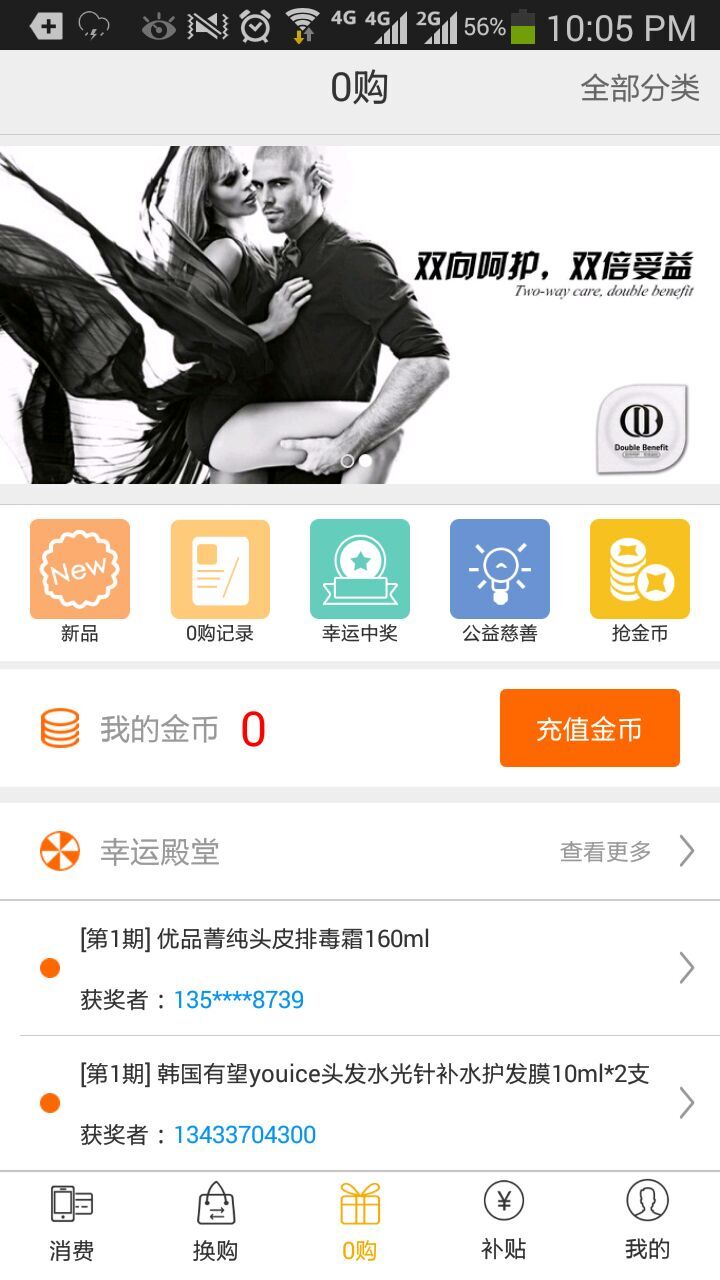 4G 4G 2G 56% 10:05 PM
0购 全部分类
双向呵护，双倍受益
Two-way care, double benefit
Double Benefit
New
新品 0购记录 幸运中奖 公益慈善 抢金币
我的金币 0 充值金币
幸运殿堂 查看更多
[第1期] 优品菁纯头皮排毒霜160ml
获奖者：135****8739
[第1期] 韩国有望youice头发水光针补水护发膜10ml*2支
获奖者：13433704300
消费 换购 0购 补贴 我的